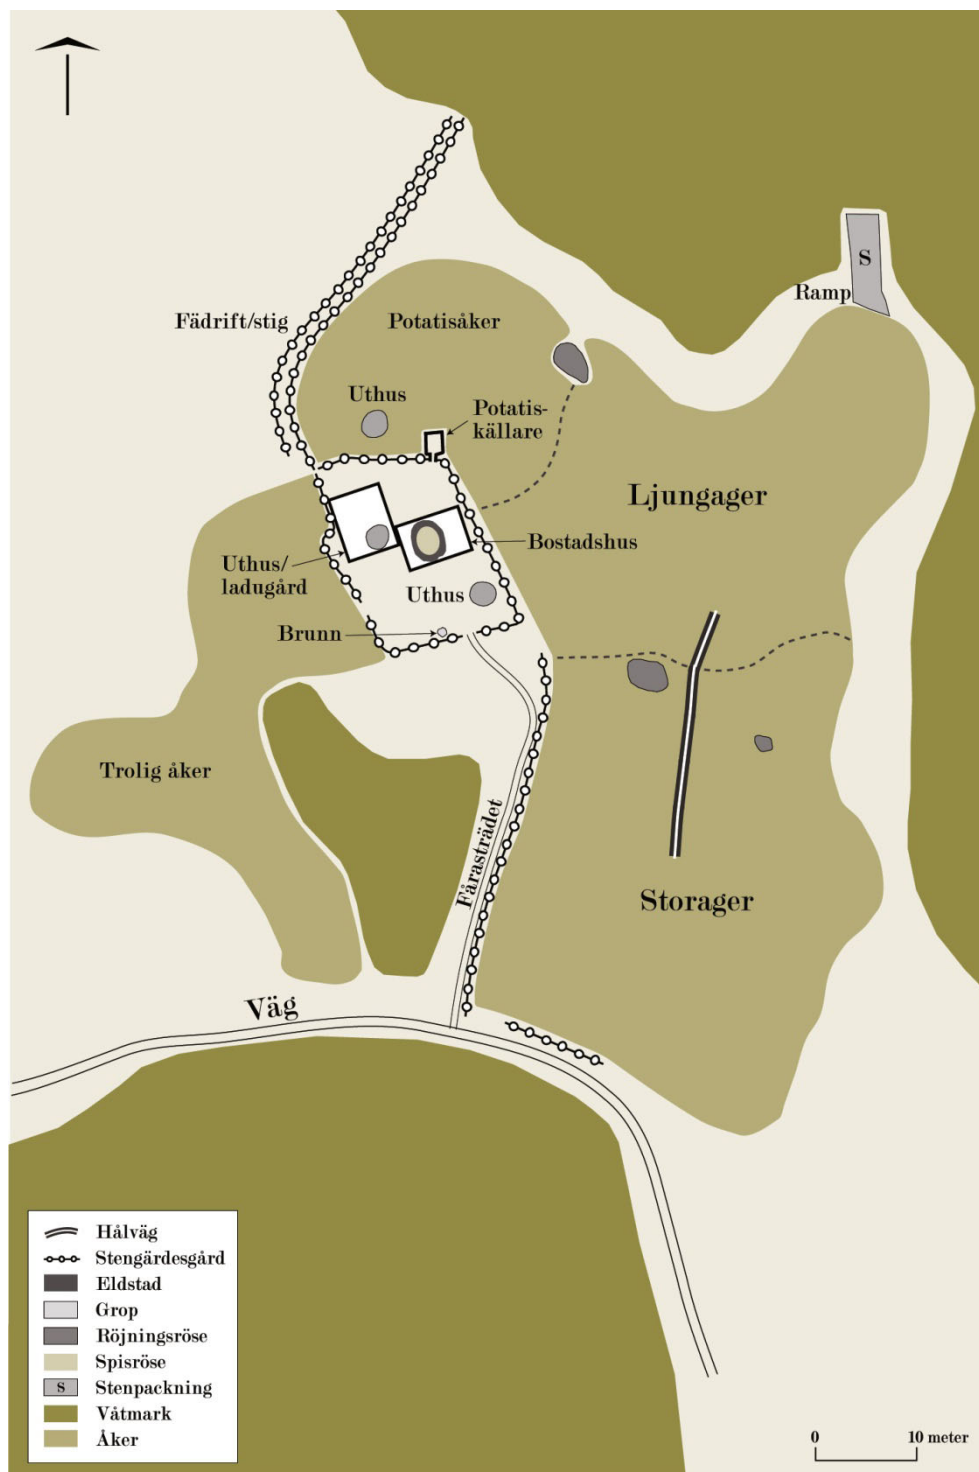 S
Ramp
Fädrift/stig
Potatisåker
Uthus
Potatis-
källare
Ljungager
Bostadshus
Uthus/
ladugård
Uthus
Brunn
Trolig åker
Fårasträdet
Storager
Väg
Hålväg
Stengärdesgård
Eldstad
Grop
Röjningsröse
Spisröse
S Stenpackning
Våtmark
Åker
0 10 meter